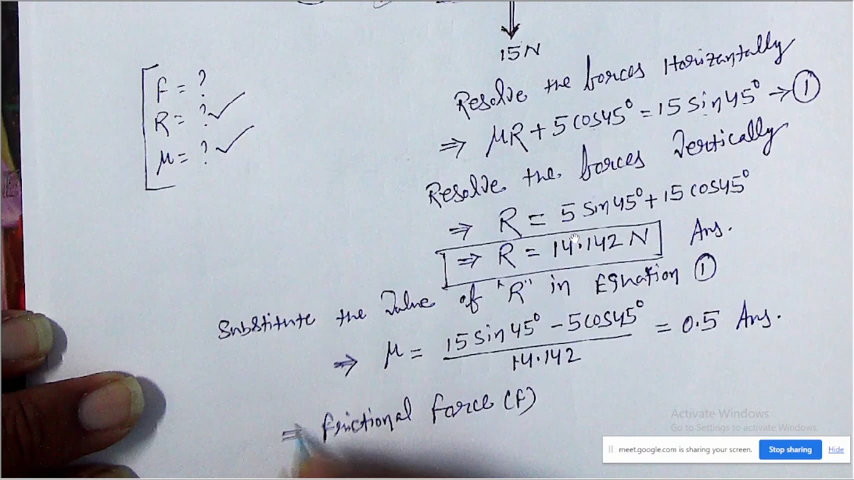 15N
Resolve the forces Horizontally
⇒ μR + 5 cos45° = 15 sin45° → ①
Resolve the forces Vertically
⇒ R = 5 sin45° + 15 cos45°
⇒ R = 14.142 N Ans.
Substitute the Value of "R" in Equation ①
⇒ μ = (15 sin45° - 5 cos45°) / 14.142 = 0.5 Ans.
⇒ frictional force (F)
F = ?
R = ? ✓
μ = ? ✓
Activate Windows
Go to Settings to activate Windows.
meet.google.com is sharing your screen.
Stop sharing
Hide